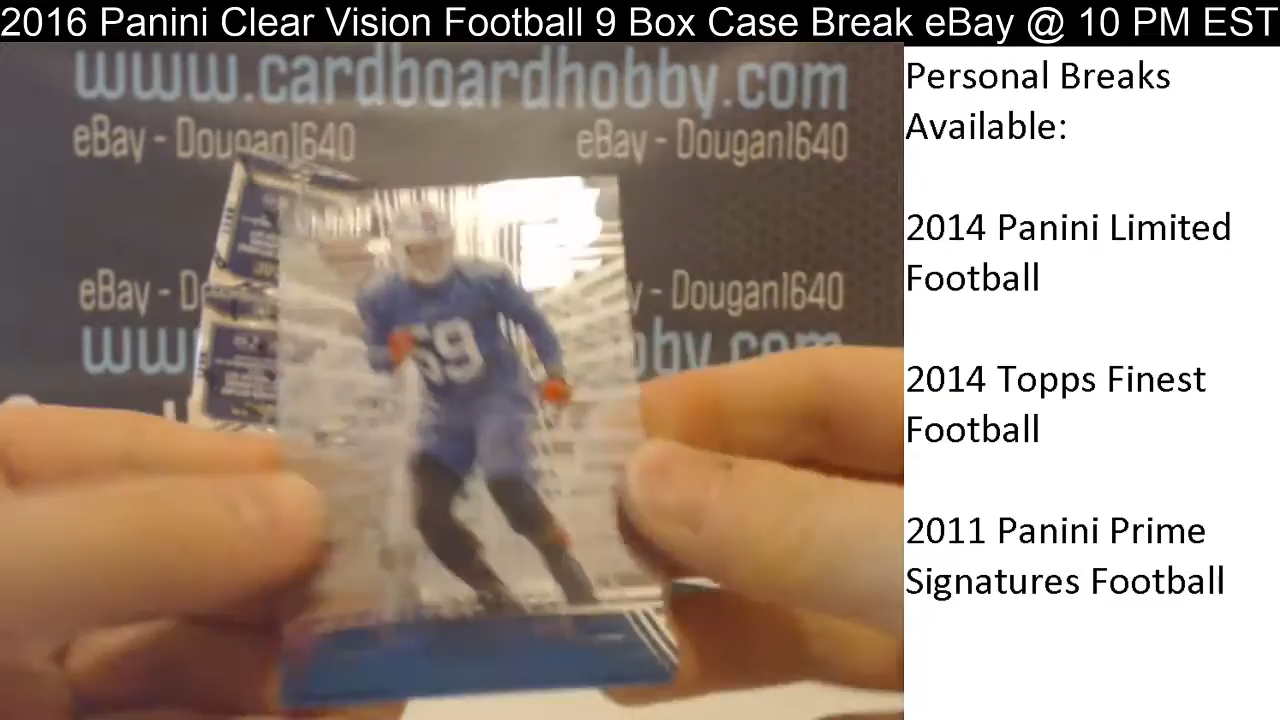 2016 Panini Clear Vision Football 9 Box Case Break eBay @ 10 PM EST
www.cardboardhobby.com
eBay - Dougan1640
eBay - Dougan1640
- Dougan1640
59
Personal Breaks
Available:
2014 Panini Limited
Football
2014 Topps Finest
Football
2011 Panini Prime
Signatures Football